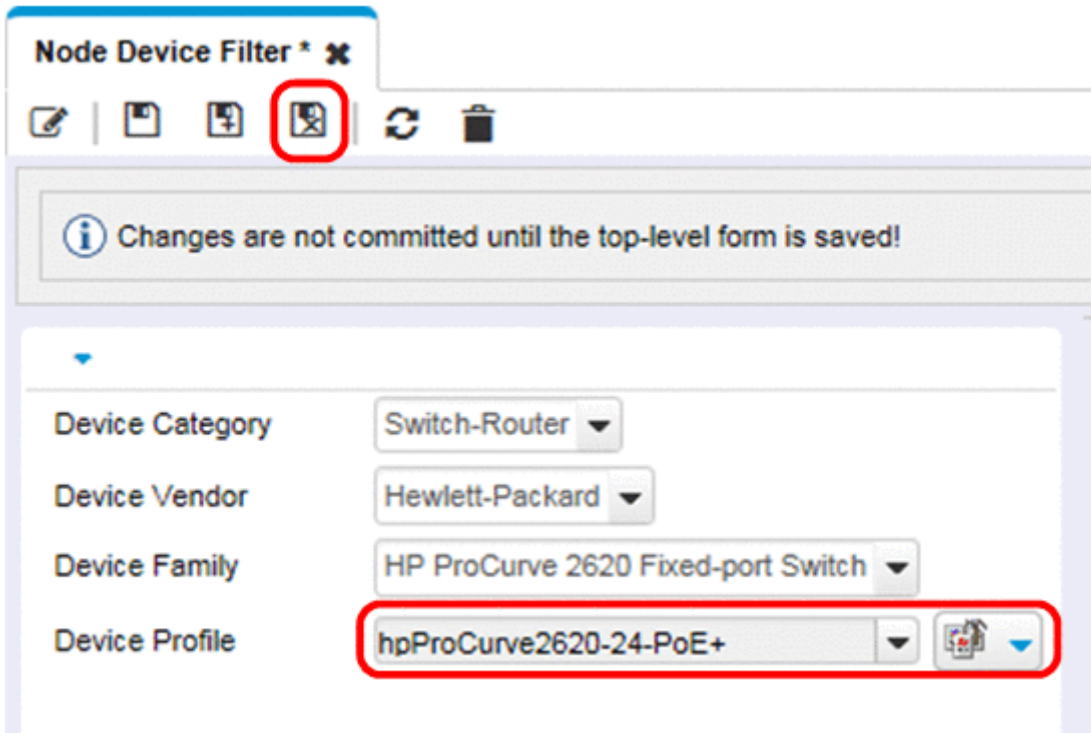 Node Device Filter *
Changes are not committed until the top-level form is saved!
Device Category Switch-Router
Device Vendor Hewlett-Packard
Device Family HP ProCurve 2620 Fixed-port Switch
Device Profile hpProCurve2620-24-PoE+